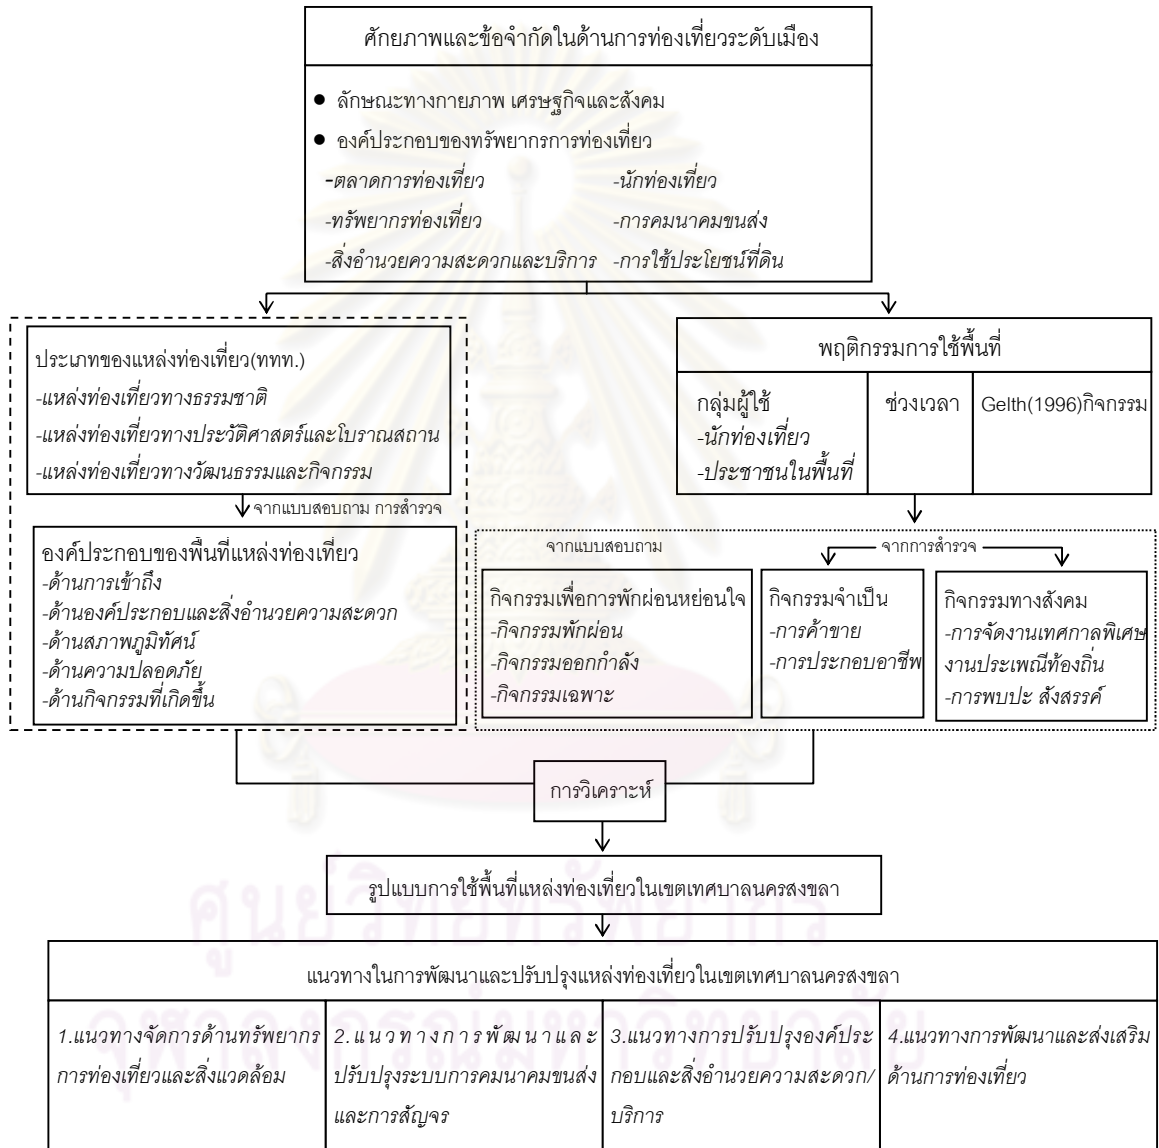 ศักยภาพและข้อจำกัดในด้านการท่องเที่ยวระดับเมือง
● ลักษณะทางกายภาพ เศรษฐกิจและสังคม
● องค์ประกอบของทรัพยากรการท่องเที่ยว
-ตลาดการท่องเที่ยว -นักท่องเที่ยว
-ทรัพยากรท่องเที่ยว -การคมนาคมขนส่ง
-สิ่งอำนวยความสะดวกและบริการ -การใช้ประโยชน์ที่ดิน
ประเภทของแหล่งท่องเที่ยว(ททท.)
-แหล่งท่องเที่ยวทางธรรมชาติ
-แหล่งท่องเที่ยวทางประวัติศาสตร์และโบราณสถาน
-แหล่งท่องเที่ยวทางวัฒนธรรมและกิจกรรม
จากแบบสอบถาม การสำรวจ
องค์ประกอบของพื้นที่แหล่งท่องเที่ยว
-ด้านการเข้าถึง
-ด้านองค์ประกอบและสิ่งอำนวยความสะดวก
-ด้านสภาพภูมิทัศน์
-ด้านความปลอดภัย
-ด้านกิจกรรมที่เกิดขึ้น
พฤติกรรมการใช้พื้นที่
กลุ่มผู้ใช้
-นักท่องเที่ยว
-ประชาชนในพื้นที่
ช่วงเวลา
Gelth(1996)กิจกรรม
จากแบบสอบถาม
จากการสำรวจ
กิจกรรมเพื่อการพักผ่อนหย่อนใจ
-กิจกรรมพักผ่อน
-กิจกรรมออกกำลัง
-กิจกรรมเฉพาะ
กิจกรรมจำเป็น
-การค้าขาย
-การประกอบอาชีพ
กิจกรรมทางสังคม
-การจัดงานเทศกาลพิเศษ
งานประเพณีท้องถิ่น
-การพบปะ สังสรรค์
การวิเคราะห์
รูปแบบการใช้พื้นที่แหล่งท่องเที่ยวในเขตเทศบาลนครสงขลา
แนวทางในการพัฒนาและปรับปรุงแหล่งท่องเที่ยวในเขตเทศบาลนครสงขลา
1.แนวทางจัดการด้านทรัพยากร
การท่องเที่ยวและสิ่งแวดล้อม
2.แนวทางการพัฒนาและ
ปรับปรุงระบบการคมนาคมขนส่ง
และการสัญจร
3.แนวทางการปรับปรุงองค์ประ
กอบและสิ่งอำนวยความสะดวก/
บริการ
4.แนวทางการพัฒนาและส่งเสริม
ด้านการท่องเที่ยว
ศูนย์วิทยทรัพยากร
จุฬาลงกรณ์มหาวิทยาลัย